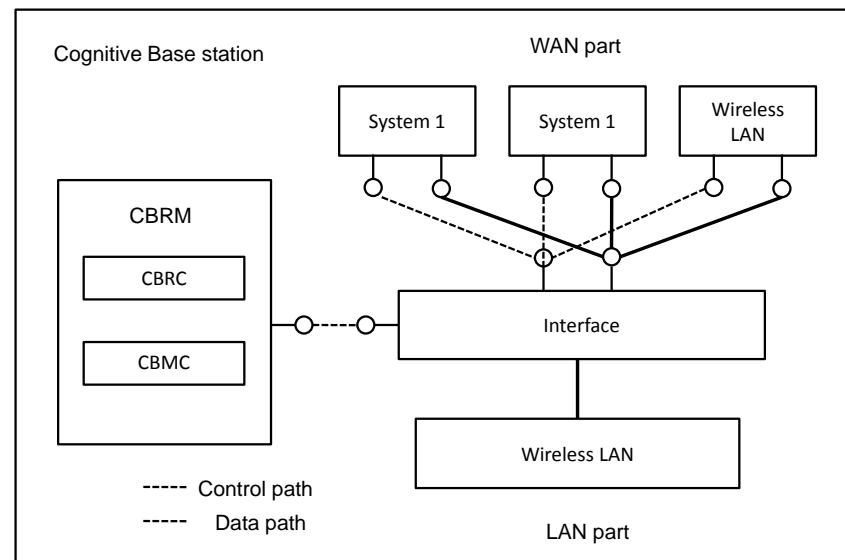 Cognitive Base station
WAN part
System 1
System 1
Wireless
LAN
CBRM
CBRC
CBMC
Interface
Wireless LAN
Control path
Data path
LAN part